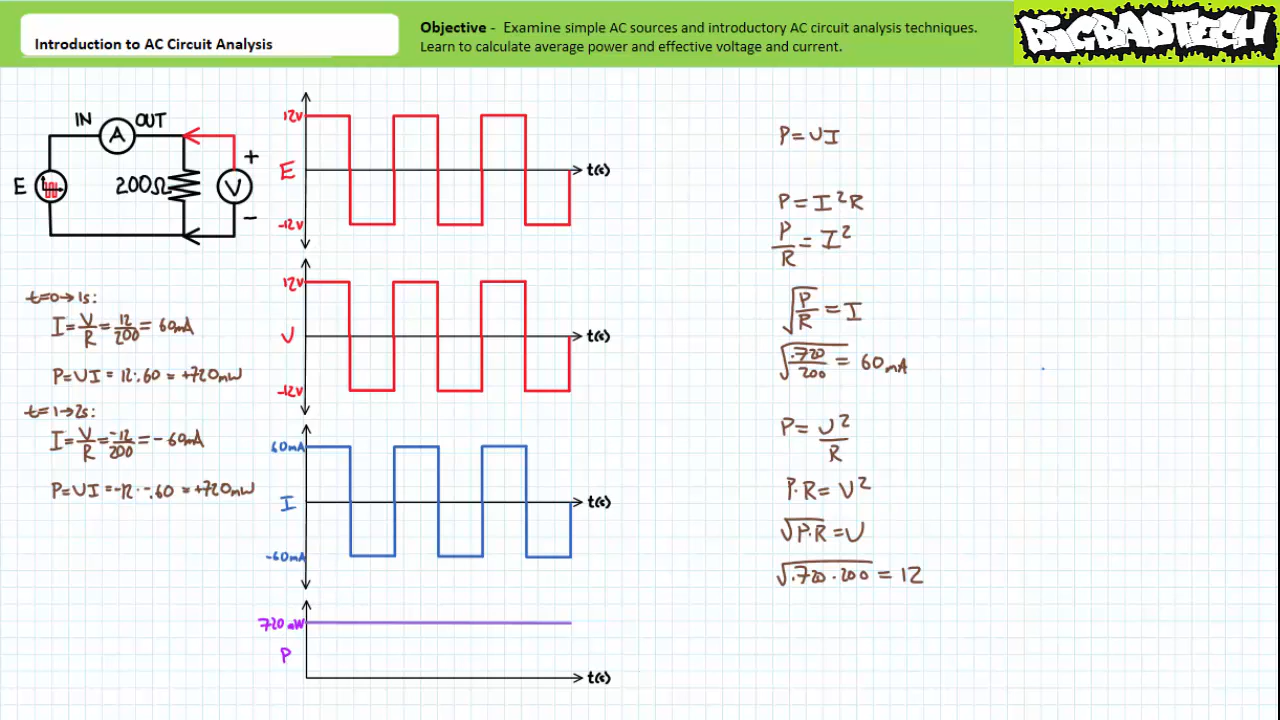 Introduction to AC Circuit Analysis
Objective - Examine simple AC sources and introductory AC circuit analysis techniques.
Learn to calculate average power and effective voltage and current.
BIGBADTECH
IN A OUT
E 200Ω V + -
t=0→1s:
I = V/R = 12/200 = 60mA
P=VI = 12·.60 = +720mW
t=1→2s:
I = V/R = -12/200 = -60mA
P=VI = -12 · -.60 = +720mW
12V
E
t(s)
-12V
12V
V
t(s)
-12V
60mA
I
t(s)
-60mA
720mW
P
t(s)
P=VI
P=I²R
P/R = I²
√P/R = I
√.720/200 = 60mA
P = V²/R
P·R = V²
√P·R = V
√.720·200 = 12